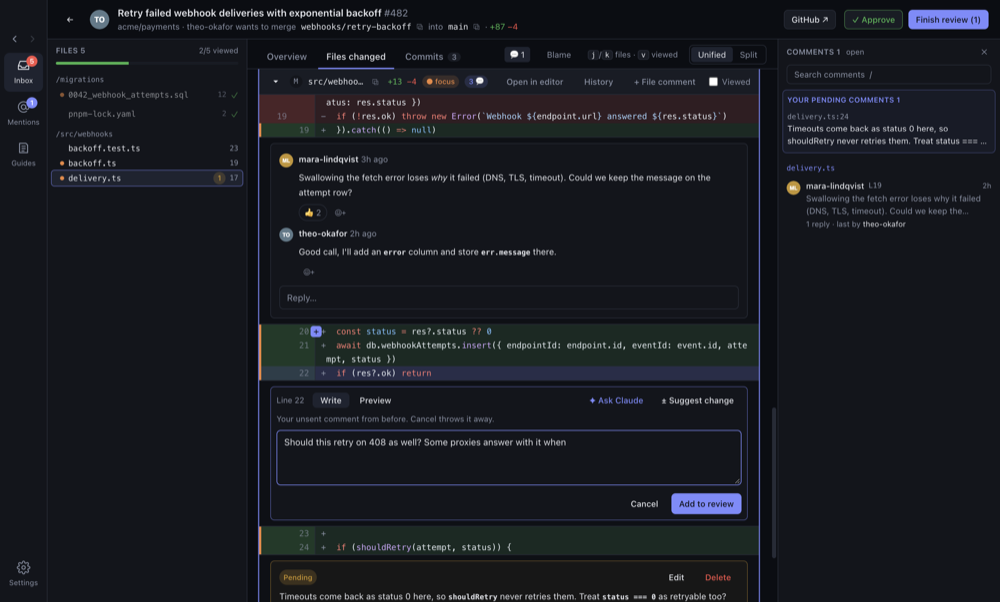 Retry failed webhook deliveries with exponential backoff #482
TO
acme/payments · theo-okafor wants to merge webhooks/retry-backoff into main · +87 −4
GitHub ↗
✓ Approve
Finish review (1)
5
Inbox
1
Mentions
Guides
Settings
FILES 5
2/5 viewed
/migrations
0042_webhook_attempts.sql 12 ✓
pnpm-lock.yaml 2 ✓
/src/webhooks
backoff.test.ts 23
backoff.ts 19
delivery.ts 1 17
Overview
Files changed
Commits 3
1
Blame
j / k files · v viewed
Unified
Split
M src/webhoo… +13 −4 focus 3
Open in editor
History
+ File comment
Viewed
atus: res.status })
19 − if (!res.ok) throw new Error(`Webhook ${endpoint.url} answered ${res.status}`)
19 + }).catch(() => null)
ML mara-lindqvist 3h ago
Swallowing the fetch error loses why it failed (DNS, TLS, timeout). Could we keep the message on the
attempt row?
👍 2
TO theo-okafor 2h ago
Good call, I'll add an error column and store err.message there.
Reply…
20 + + const status = res?.status ?? 0
21 + await db.webhookAttempts.insert({ endpointId: endpoint.id, eventId: event.id, atte
mpt, status })
22 + if (res?.ok) return
Line 22
Write
Preview
✦ Ask Claude
± Suggest change
Your unsent comment from before. Cancel throws it away.
Should this retry on 408 as well? Some proxies answer with it when
Cancel
Add to review
23 +
24 + if (shouldRetry(attempt, status)) {
Pending
Edit
Delete
Timeouts come back as status 0 here, so shouldRetry never retries them. Treat status === 0 as retryable too?
COMMENTS 1 open
Search comments /
YOUR PENDING COMMENTS 1
delivery.ts:24
Timeouts come back as status 0 here, so
shouldRetry never retries them. Treat status === …
delivery.ts
ML mara-lindqvist L19 2h
Swallowing the fetch error loses why it failed
(DNS, TLS, timeout). Could we keep the…
1 reply · last by theo-okafor